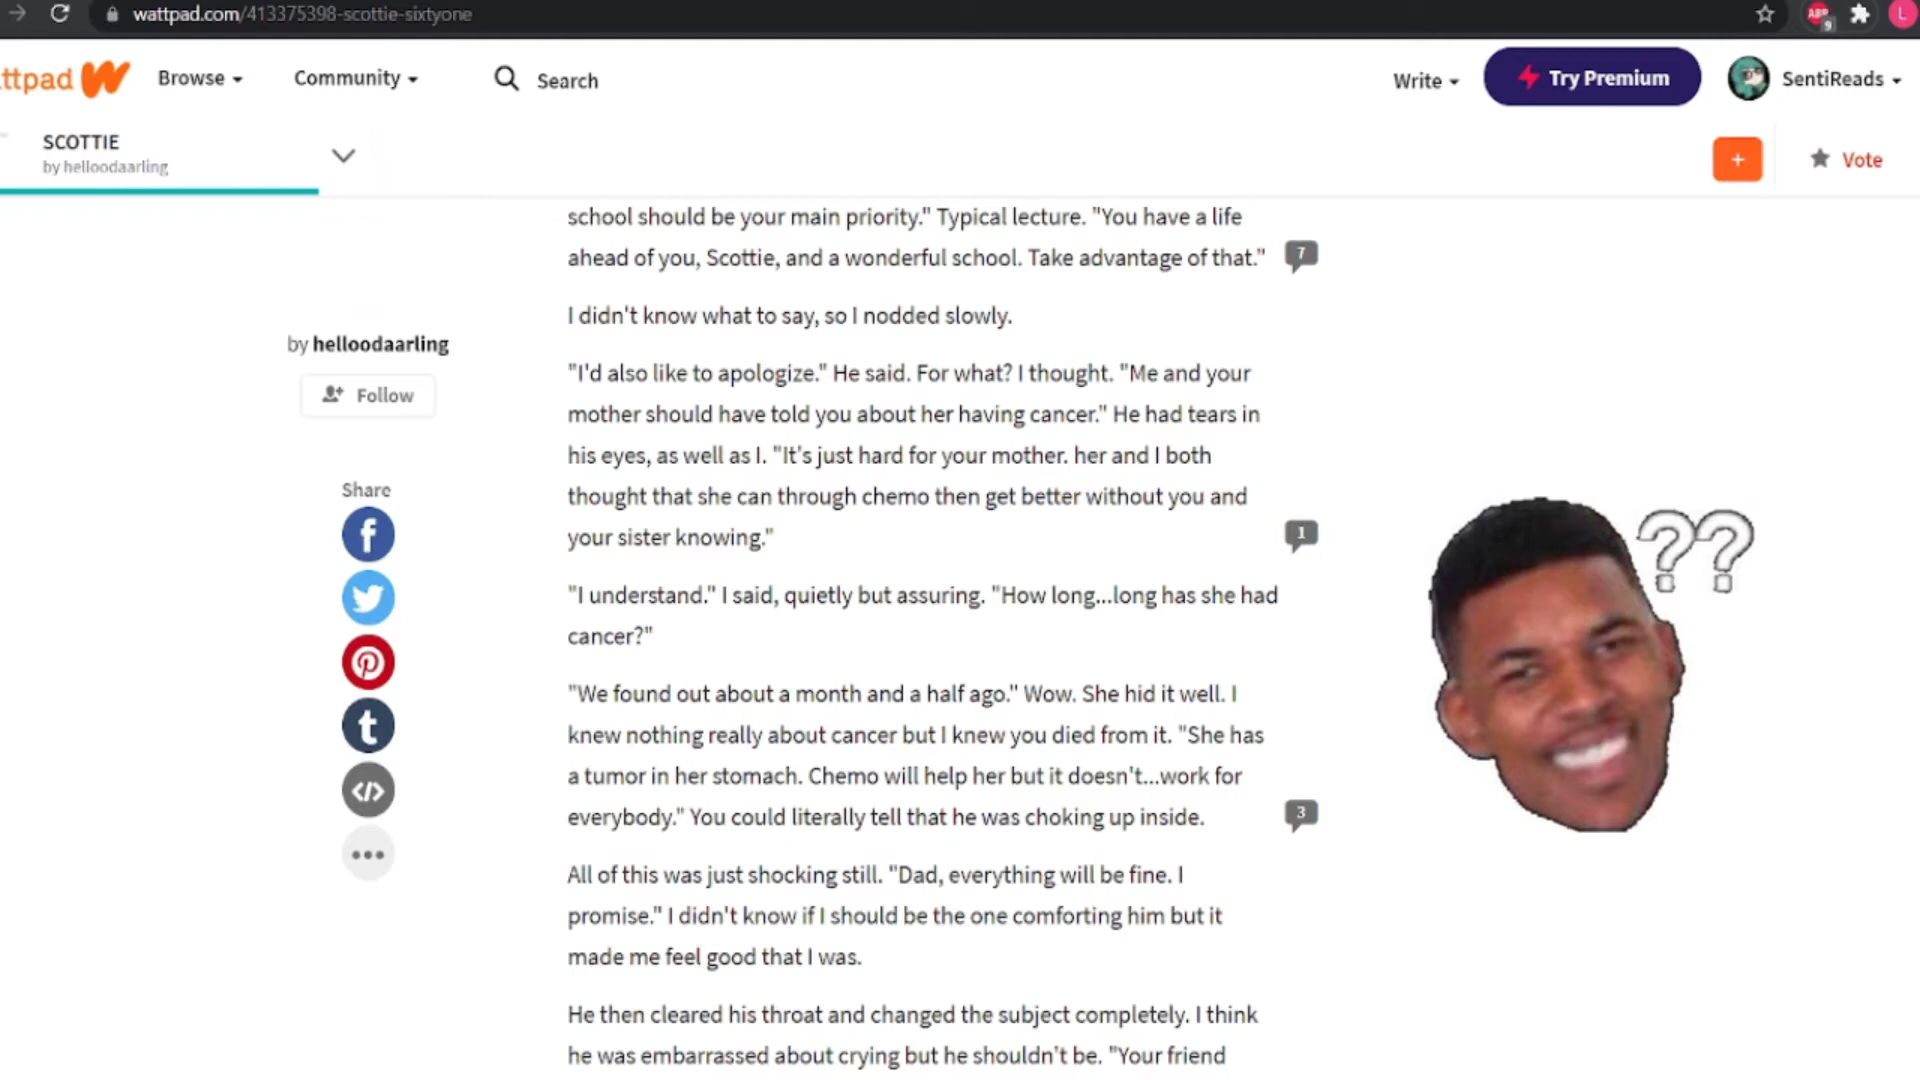 wattpad.com/413375398-scottie-sixtyone
ABP
9
L
ttpad
Browse
Community
Search
Write
Try Premium
SentiReads
SCOTTIE
by helloodaarling
+
Vote
school should be your main priority." Typical lecture. "You have a life
ahead of you, Scottie, and a wonderful school. Take advantage of that."
7
I didn't know what to say, so I nodded slowly.
by helloodaarling
Follow
"I'd also like to apologize." He said. For what? I thought. "Me and your
mother should have told you about her having cancer." He had tears in
his eyes, as well as I. "It's just hard for your mother. her and I both
thought that she can through chemo then get better without you and
your sister knowing."
1
Share
"I understand." I said, quietly but assuring. "How long...long has she had
cancer?"
"We found out about a month and a half ago." Wow. She hid it well. I
knew nothing really about cancer but I knew you died from it. "She has
a tumor in her stomach. Chemo will help her but it doesn't...work for
everybody." You could literally tell that he was choking up inside.
3
All of this was just shocking still. "Dad, everything will be fine. I
promise." I didn't know if I should be the one comforting him but it
made me feel good that I was.
He then cleared his throat and changed the subject completely. I think
he was embarrassed about crying but he shouldn't be. "Your friend
??